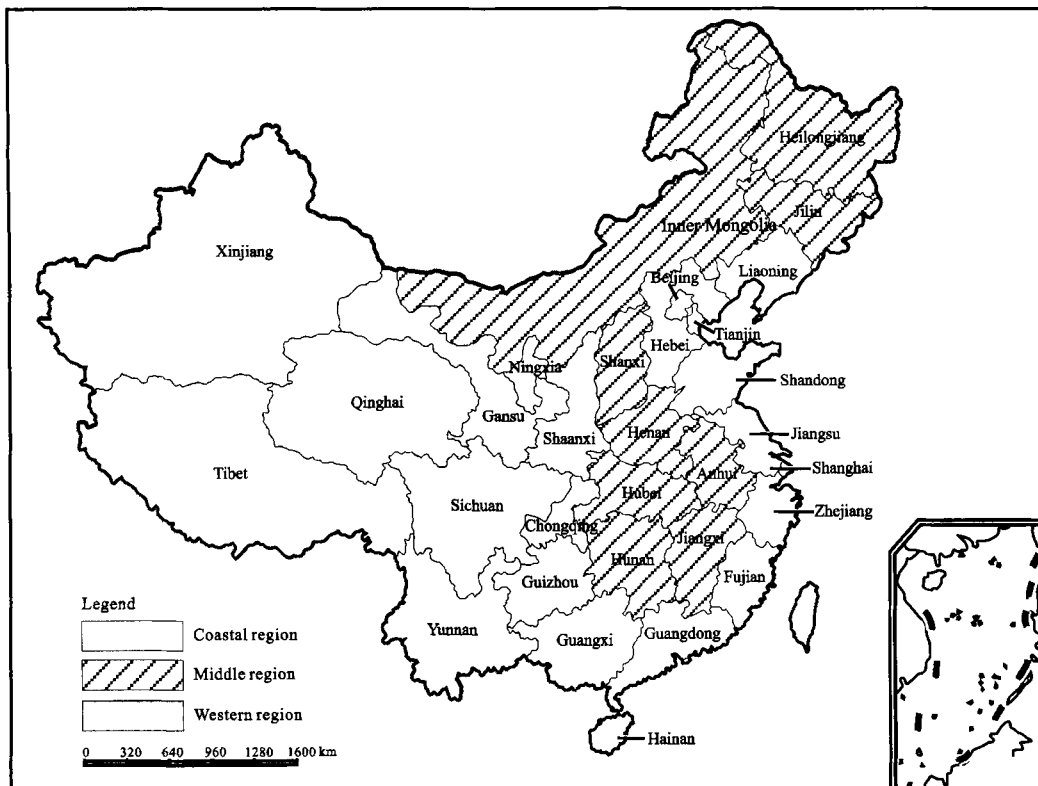 Heilongjiang
Jilin
Inner Mongolia
Xinjiang
Liaoning
Beijing
Tianjin
Hebei
Shanxi
Ningxia
Shandong
Qinghai
Gansu
Henan
Jiangsu
Shaanxi
Shanghai
Anhui
Tibet
Hubei
Sichuan
Zhejiang
Chongqing
Jiangxi
Hunan
Guizhou
Fujian
Legend
Yunnan
Guangxi
Guangdong
Coastal region
Middle region
Western region
Hainan
0 320 640 960 1280 1600 km